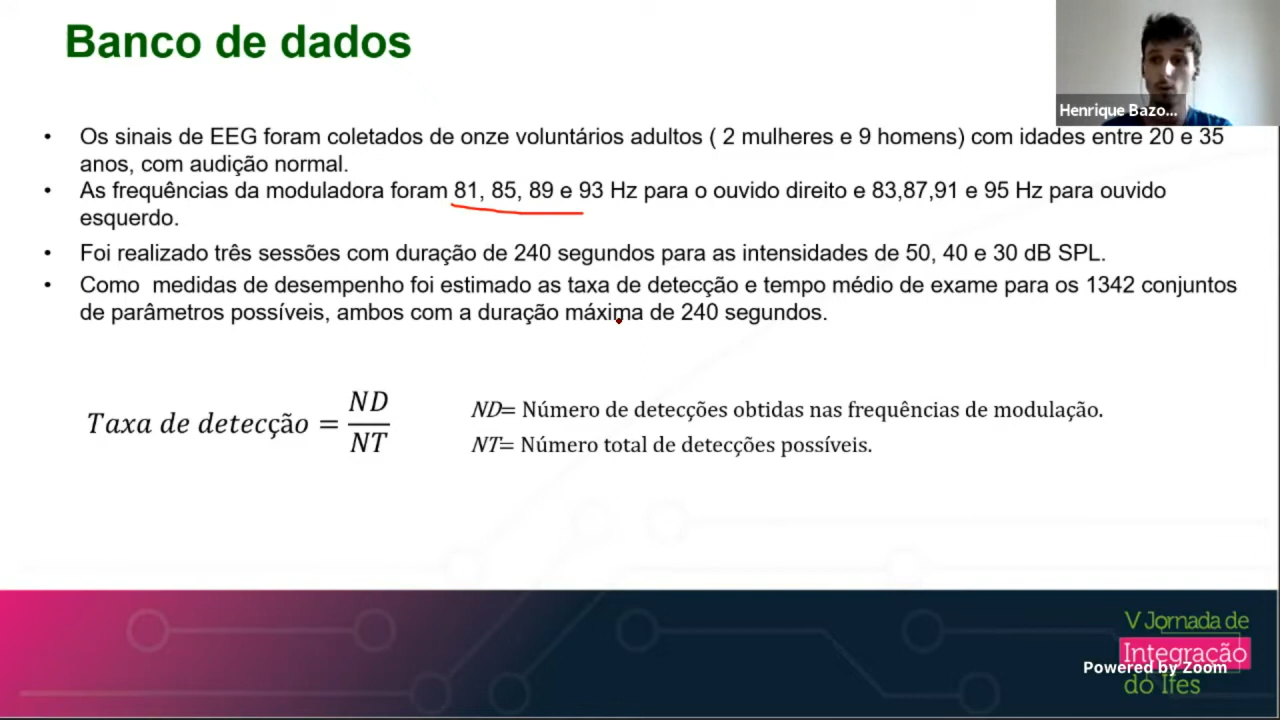 Banco de dados
Henrique Bazo...
• Os sinais de EEG foram coletados de onze voluntários adultos ( 2 mulheres e 9 homens) com idades entre 20 e 35
anos, com audição normal.
• As frequências da moduladora foram 81, 85, 89 e 93 Hz para o ouvido direito e 83,87,91 e 95 Hz para ouvido
esquerdo.
• Foi realizado três sessões com duração de 240 segundos para as intensidades de 50, 40 e 30 dB SPL.
• Como medidas de desempenho foi estimado as taxa de detecção e tempo médio de exame para os 1342 conjuntos
de parâmetros possíveis, ambos com a duração máxima de 240 segundos.
Taxa de detecção = ND/NT
ND= Número de detecções obtidas nas frequências de modulação.
NT= Número total de detecções possíveis.
V Jornada de
Integração
do Ifes
Powered by Zoom